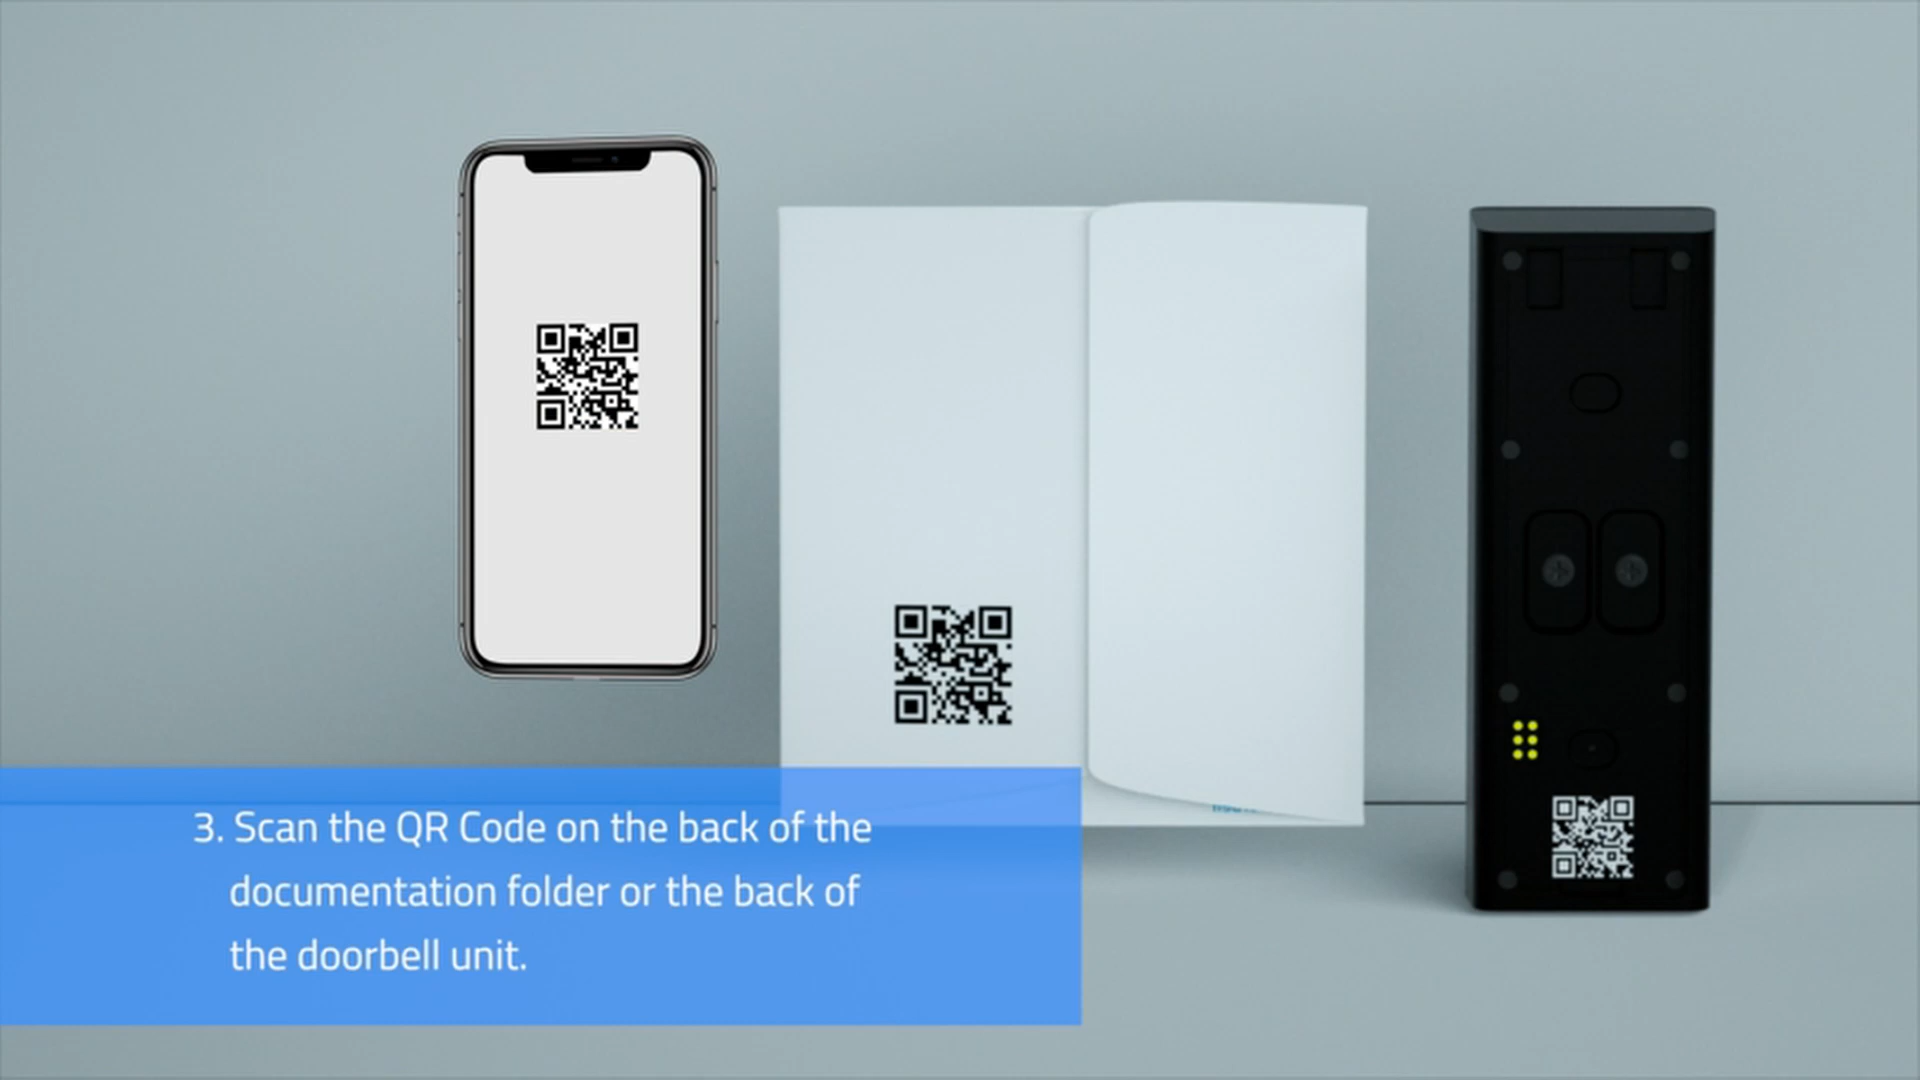 3. Scan the QR Code on the back of the
documentation folder or the back of
the doorbell unit.